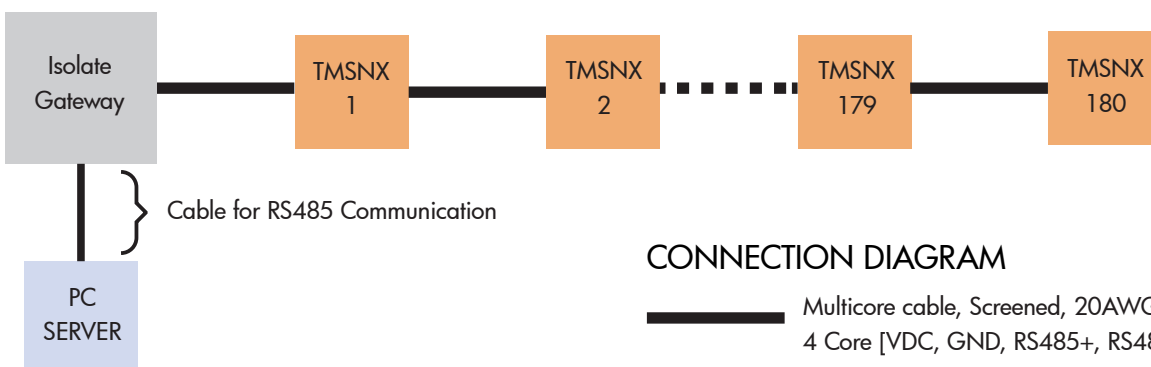 Isolate
Gateway
TMSNX
1
TMSNX
2
TMSNX
179
TMSNX
180
Cable for RS485 Communication
PC
SERVER
CONNECTION DIAGRAM
Multicore cable, Screened, 20AWG
4 Core [VDC, GND, RS485+,